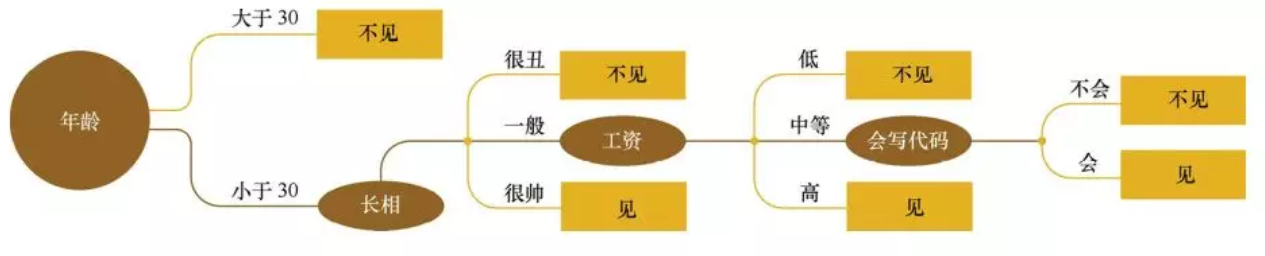 年龄
大于 30
不见
小于 30
长相
很丑
不见
一般
工资
很帅
见
低
不见
中等
会写代码
高
见
不会
不见
会
见